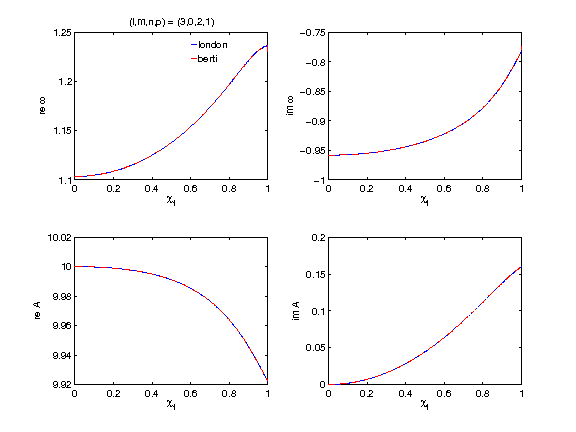 (l,m,n,p) = (3,0,2,1)
1.25
1.2
1.15
1.1
re ω
0 0.2 0.4 0.6 0.8 1
χf
london
berti
-0.75
-0.8
-0.85
-0.9
-0.95
-1
im ω
0 0.2 0.4 0.6 0.8 1
χf
10.02
10
9.98
9.96
9.94
9.92
re A
0 0.2 0.4 0.6 0.8 1
χf
0.2
0.15
0.1
0.05
0
im A
0 0.2 0.4 0.6 0.8 1
χf